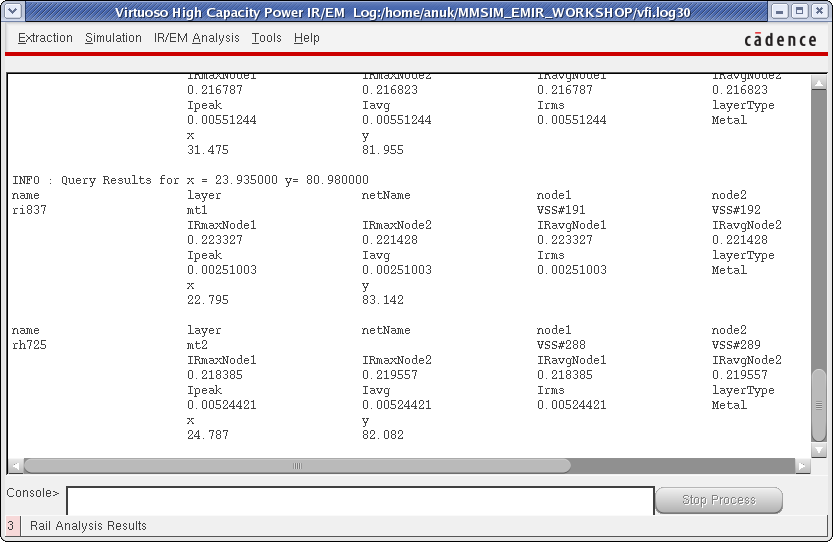 Virtuoso High Capacity Power IR/EM Log:/home/anuk/MMSIM_EMIR_WORKSHOP/vfi.log30
Extraction Simulation IR/EM Analysis Tools Help
cādence
IRmaxNode1 IRmaxNode2 IRavgNode1 IRavgNode2
0.216787 0.216823 0.216787 0.216823
Ipeak Iavg Irms layerType
0.00551244 0.00551244 0.00551244 Metal
x y
31.475 81.955
INFO : Query Results for x = 23.935000 y= 80.980000
name layer netName node1 node2
ri837 mt1 VSS#191 VSS#192
IRmaxNode1 IRmaxNode2 IRavgNode1 IRavgNode2
0.223327 0.221428 0.223327 0.221428
Ipeak Iavg Irms layerType
0.00251003 0.00251003 0.00251003 Metal
x y
22.795 83.142
name layer netName node1 node2
rh725 mt2 VSS#288 VSS#289
IRmaxNode1 IRmaxNode2 IRavgNode1 IRavgNode2
0.218385 0.219557 0.218385 0.219557
Ipeak Iavg Irms layerType
0.00524421 0.00524421 0.00524421 Metal
x y
24.787 82.082
Console> Stop Process
3 Rail Analysis Results